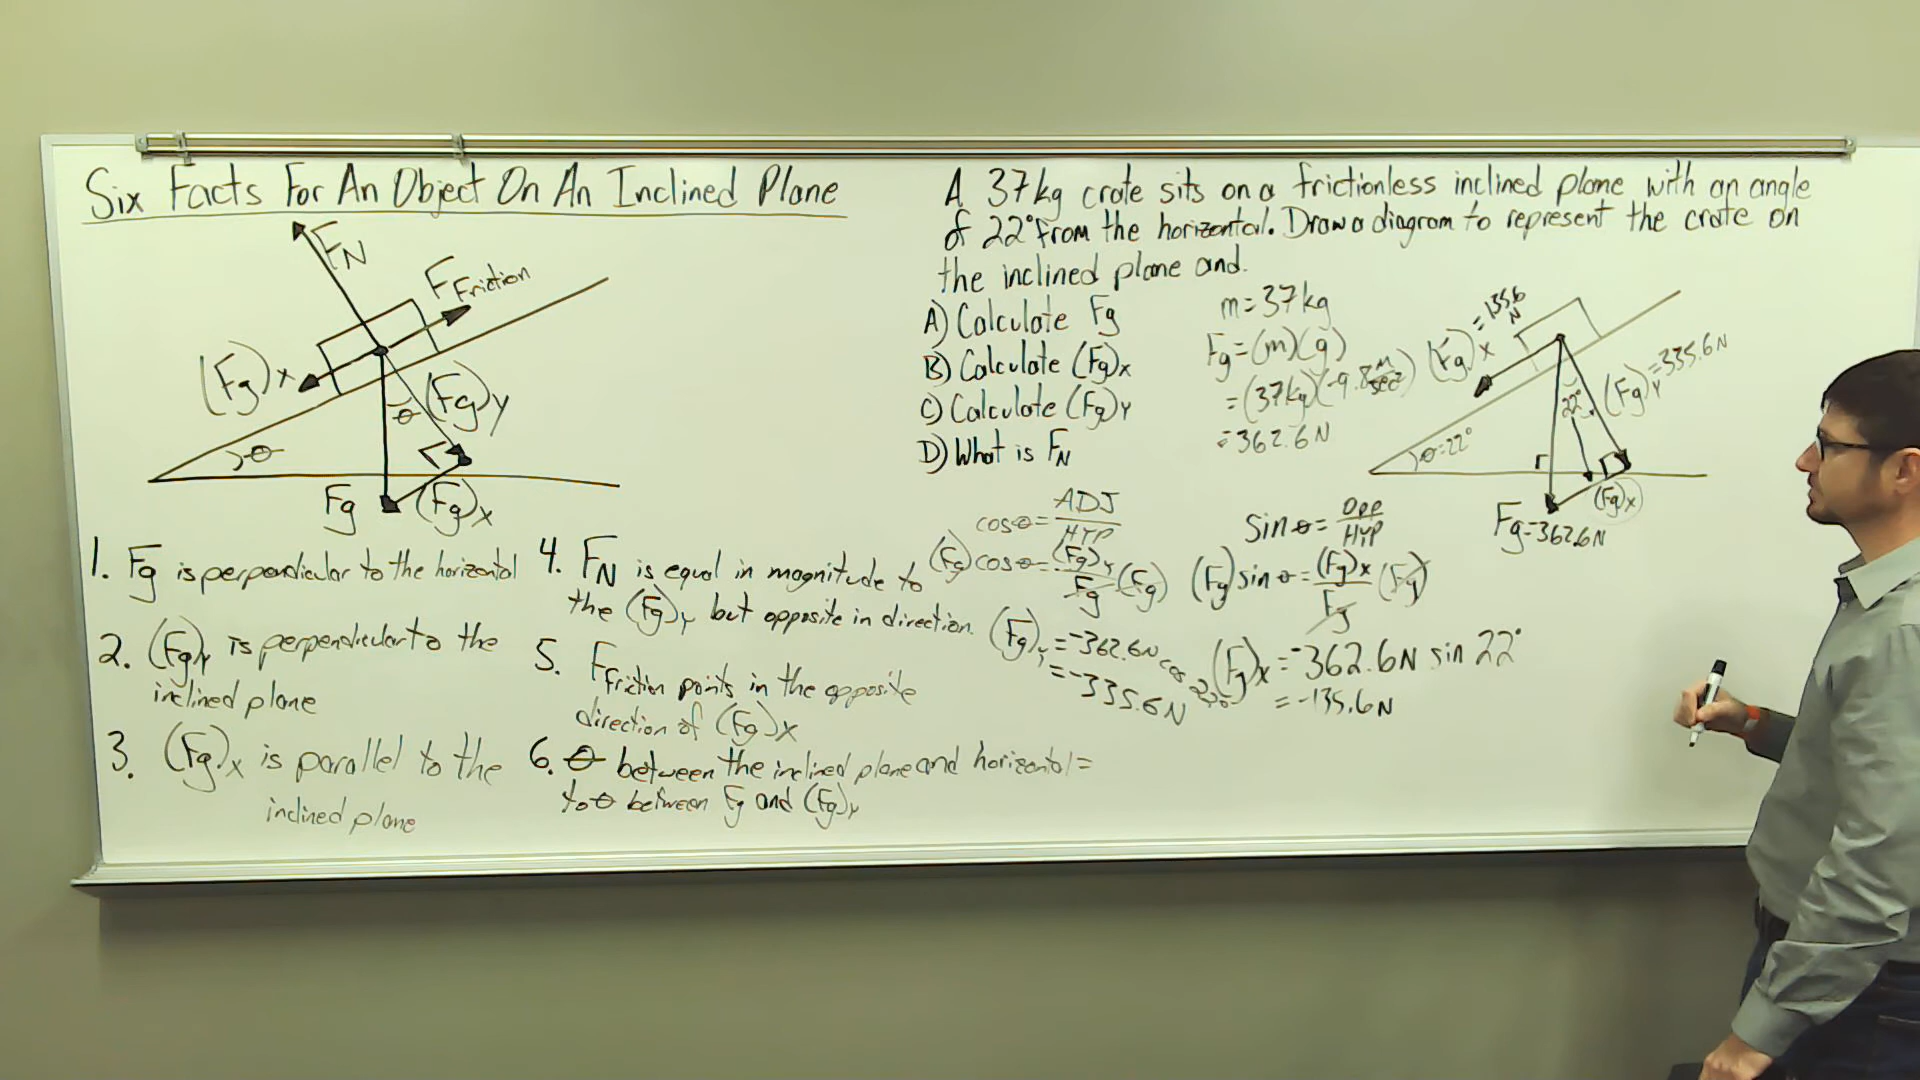 Six Facts For An Object On An Inclined Plane
FN
FFriction
(Fg)x
(Fg)y
θ
θ
Fg
(Fg)x
1. Fg is perpendicular to the horizontal
2. (Fg)y is perpendicular to the
inclined plane
3. (Fg)x is parallel to the
inclined plane
4. FN is equal in magnitude to
the (Fg)y but opposite in direction.
5. Ffriction points in the opposite
direction of (Fg)x
6. θ between the inclined plane and horizontal =
to θ between Fg and (Fg)y
A 37kg crate sits on a frictionless inclined plane with an angle
of 22° from the horizontal. Draw a diagram to represent the crate on
the inclined plane and.
A) Calculate Fg
B) Calculate (Fg)x
C) Calculate (Fg)y
D) What is FN
m = 37kg
Fg = (m)(g)
= (37kg)(-9.8 m/sec²)
= 362.6N
(Fg)x = 135.6 N
(Fg)y = 335.6N
22°
θ=22°
(Fg)x
Fg=362.6N
cosθ = ADJ/HYP
(Fg) cosθ = (Fg)y/Fg (Fg)
(Fg)y = -362.6N cos 22°
= -335.6N
Sinθ = OPP/HYP
(Fg) sinθ = (Fg)x/Fg (Fg)
(Fg)x = -362.6N sin 22°
= -135.6N